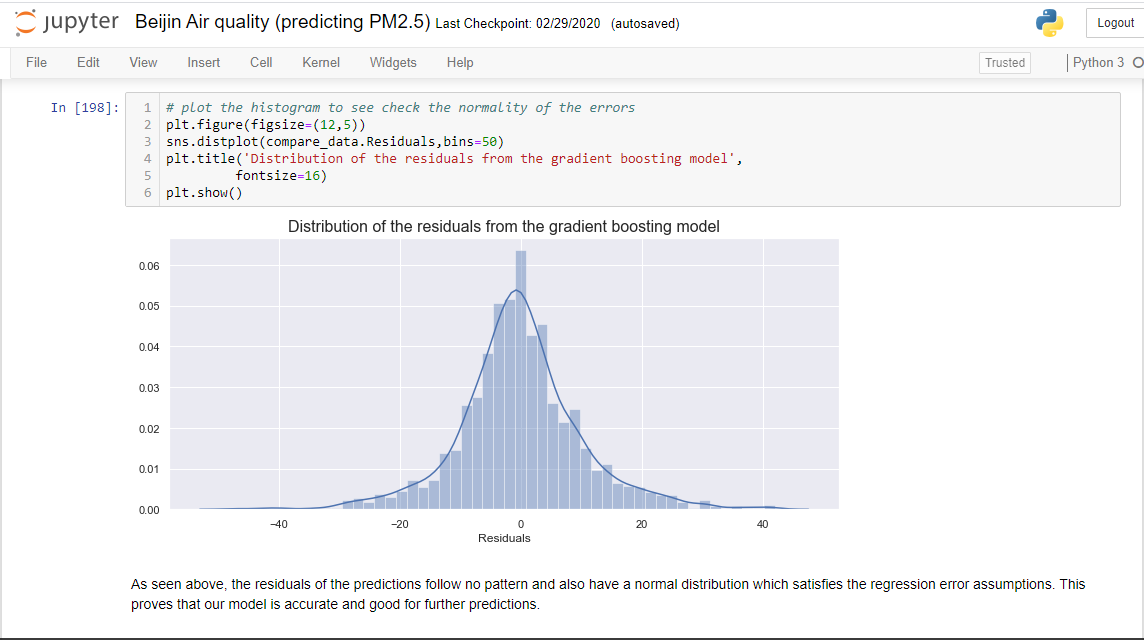 jupyter Beijin Air quality (predicting PM2.5) Last Checkpoint: 02/29/2020 (autosaved) Logout
File Edit View Insert Cell Kernel Widgets Help Trusted Python 3
In [198]: 1 # plot the histogram to see check the normality of the errors
2 plt.figure(figsize=(12,5))
3 sns.distplot(compare_data.Residuals,bins=50)
4 plt.title('Distribution of the residuals from the gradient boosting model',
5 fontsize=16)
6 plt.show()
Distribution of the residuals from the gradient boosting model
0.06
0.05
0.04
0.03
0.02
0.01
0.00
−40 −20 0 20 40
Residuals
As seen above, the residuals of the predictions follow no pattern and also have a normal distribution which satisfies the regression error assumptions. This
proves that our model is accurate and good for further predictions.